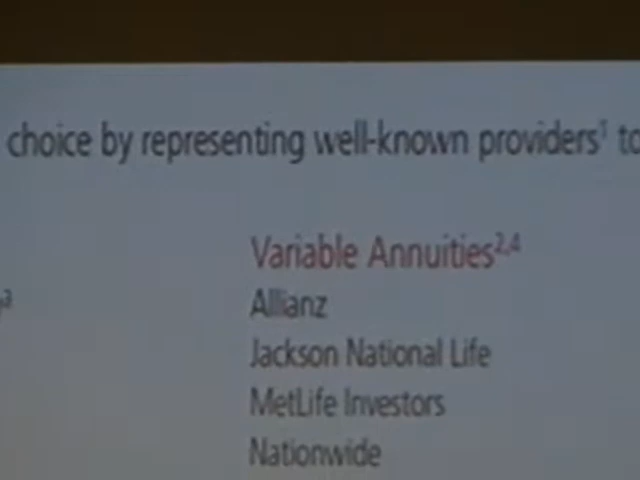 choice by representing well-known providers¹ to
Variable Annuities²,⁴
Allianz
Jackson National Life
MetLife Investors
Nationwide